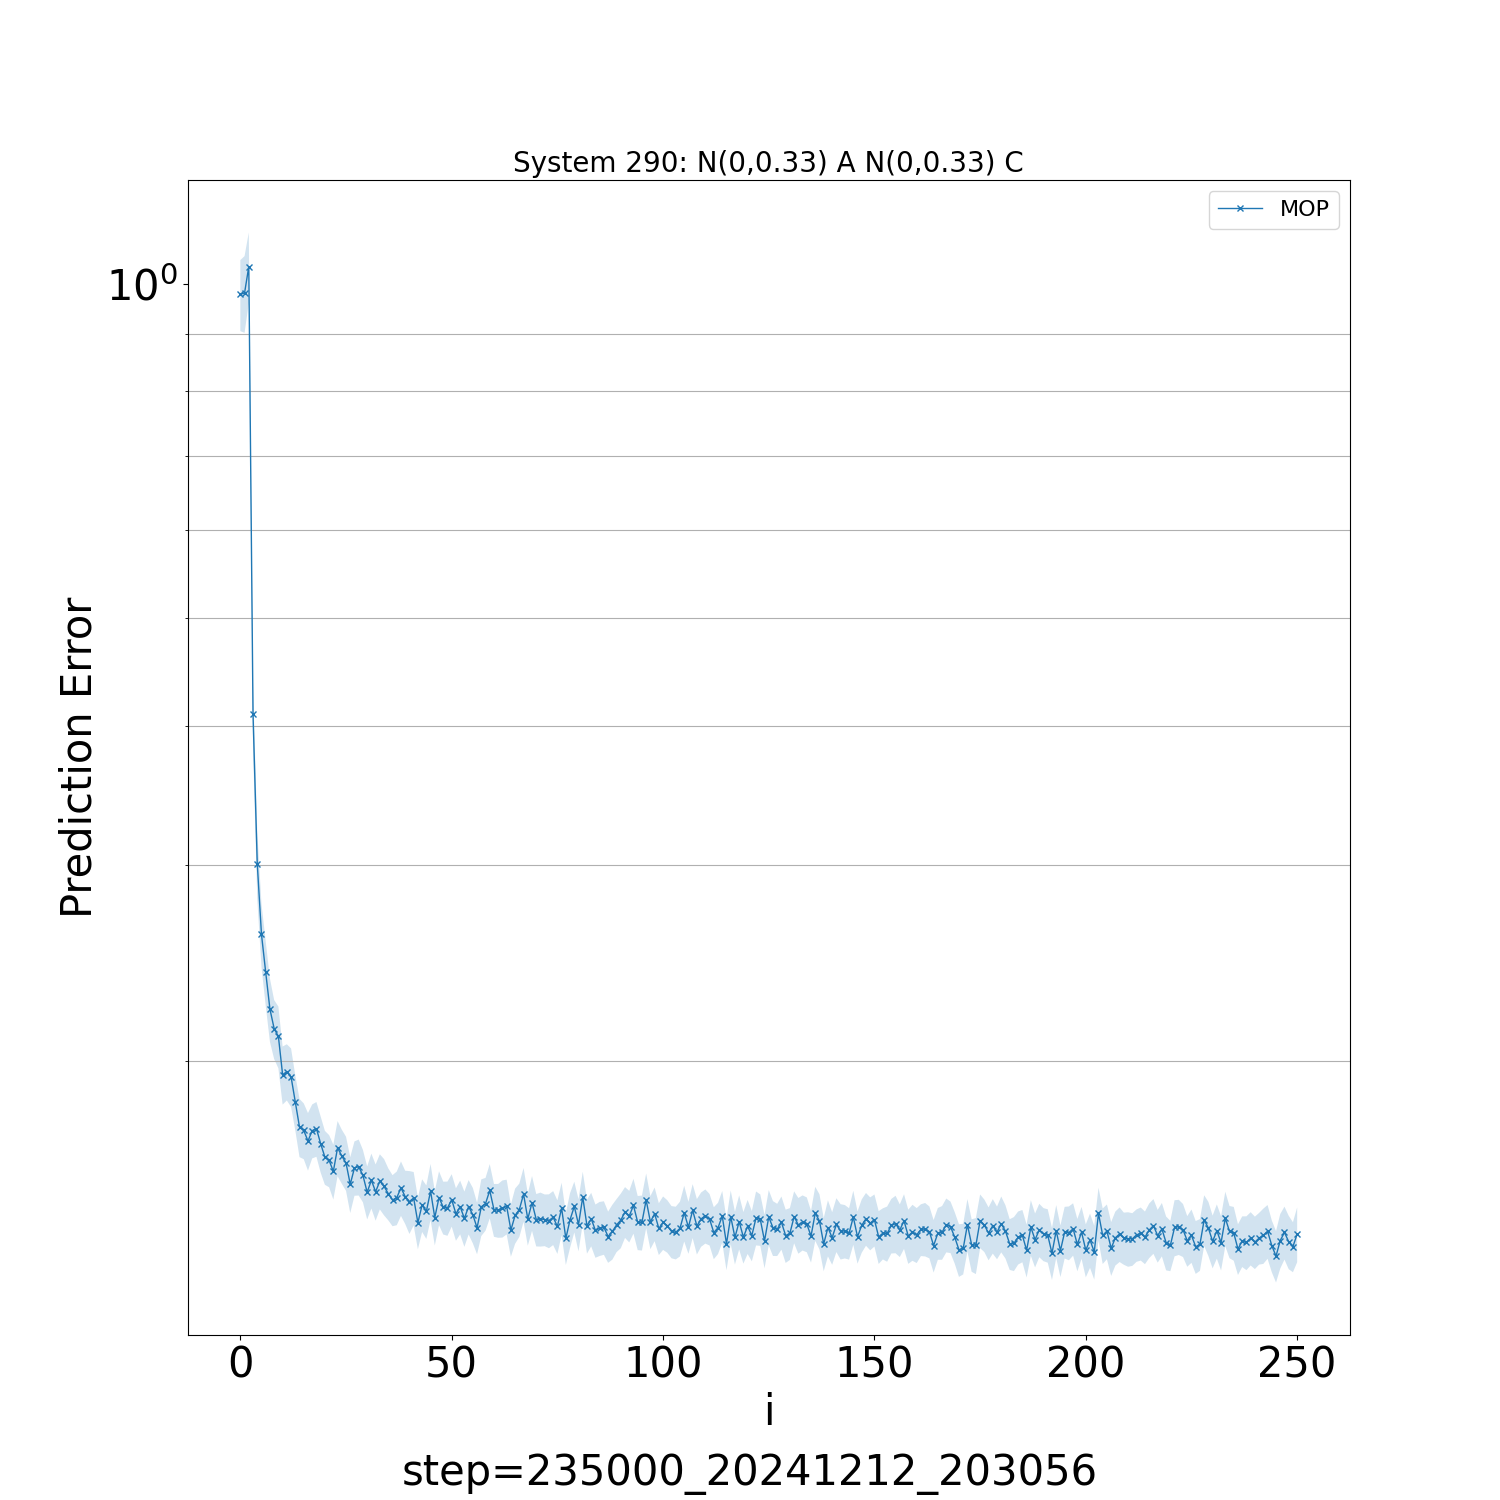 System 290: N(0,0.33) A N(0,0.33) C
MOP
10⁰
Prediction Error
0 50 100 150 200 250
i
step=235000_20241212_203056